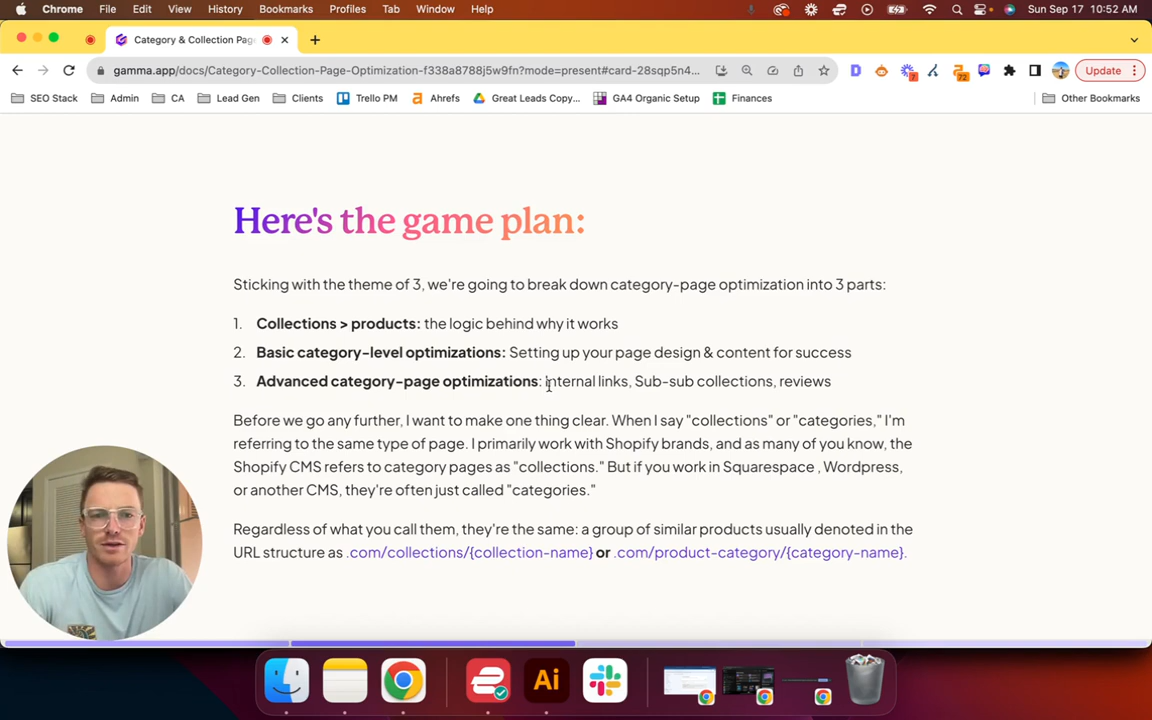 Chrome File Edit View History Bookmarks Profiles Tab Window Help Sun Sep 17 10:52 AM
Category & Collection Pag
gamma.app/docs/Category-Collection-Page-Optimization-f338a8788j5w9fn?mode=present#card-28sqp5n4... 7 72 Update
SEO Stack Admin CA Lead Gen Clients Trello PM Ahrefs Great Leads Copy... GA4 Organic Setup Finances Other Bookmarks
Here's the game plan:
Sticking with the theme of 3, we're going to break down category-page optimization into 3 parts:
1. Collections > products: the logic behind why it works
2. Basic category-level optimizations: Setting up your page design & content for success
3. Advanced category-page optimizations: Internal links, Sub-sub collections, reviews
Before we go any further, I want to make one thing clear. When I say "collections" or "categories," I'm
referring to the same type of page. I primarily work with Shopify brands, and as many of you know, the
Shopify CMS refers to category pages as "collections." But if you work in Squarespace , Wordpress,
or another CMS, they're often just called "categories."
Regardless of what you call them, they're the same: a group of similar products usually denoted in the
URL structure as .com/collections/{collection-name} or .com/product-category/{category-name}.
Ai